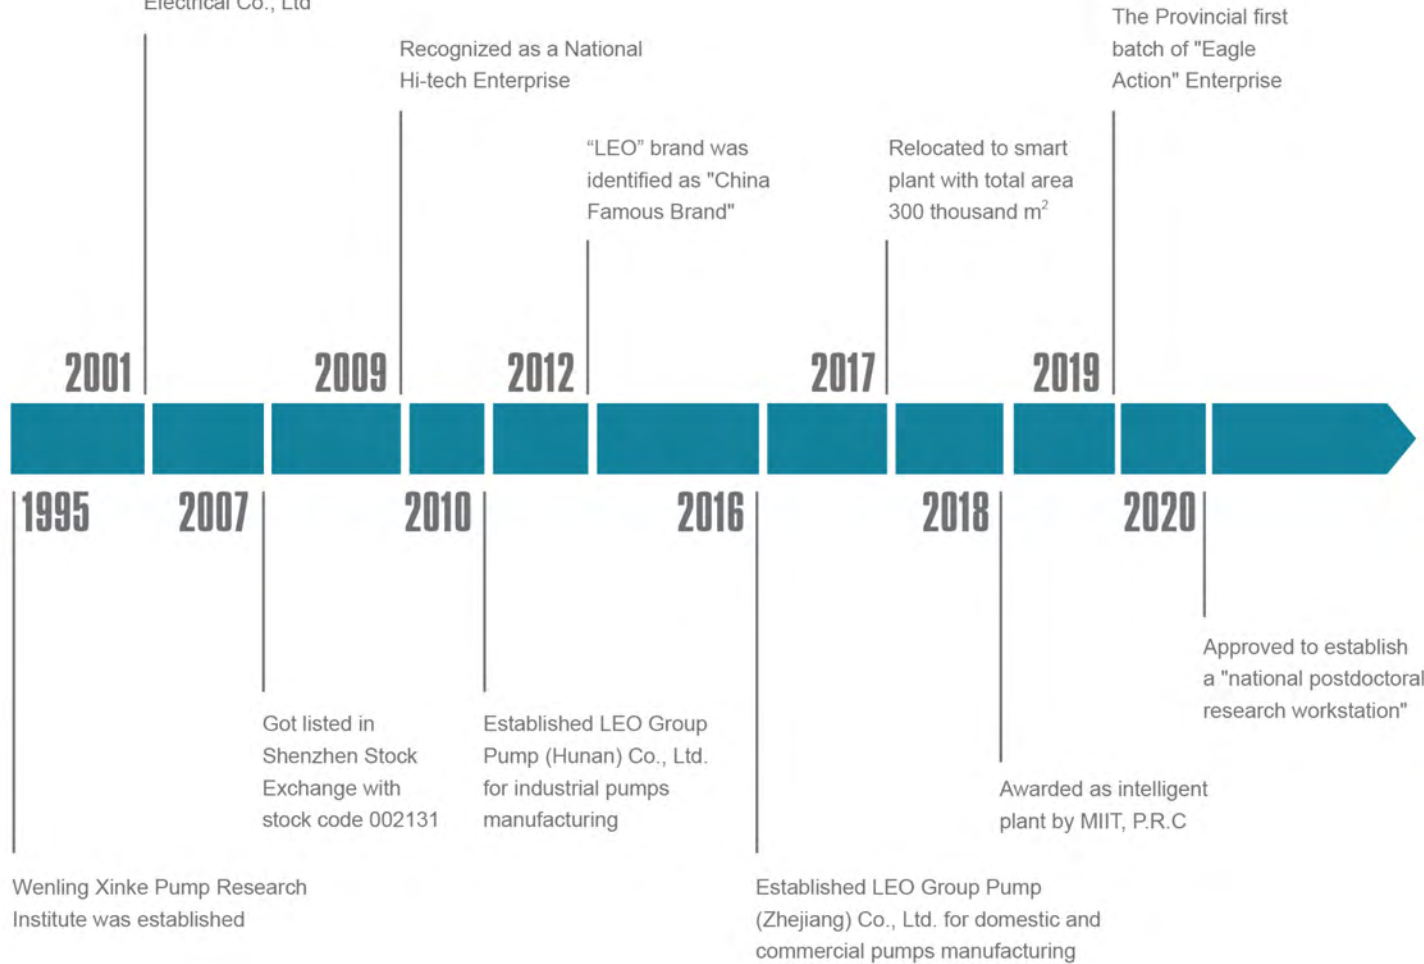 Electrical Co., Ltd
The Provincial first
batch of "Eagle
Action" Enterprise
Recognized as a National
Hi-tech Enterprise
“LEO” brand was
identified as "China
Famous Brand"
Relocated to smart
plant with total area
300 thousand m²
2001
2009
2012
2017
2019
1995
2007
2010
2016
2018
2020
Approved to establish
a "national postdoctoral
research workstation"
Got listed in
Shenzhen Stock
Exchange with
stock code 002131
Established LEO Group
Pump (Hunan) Co., Ltd.
for industrial pumps
manufacturing
Awarded as intelligent
plant by MIIT, P.R.C
Wenling Xinke Pump Research
Institute was established
Established LEO Group Pump
(Zhejiang) Co., Ltd. for domestic and
commercial pumps manufacturing